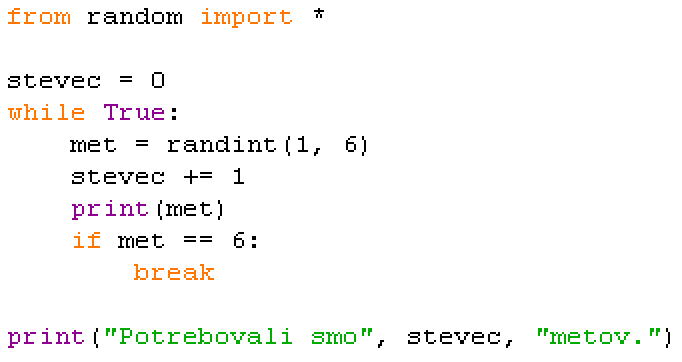 from random import *
stevec = 0
while True:
    met = randint(1, 6)
    stevec += 1
    print(met)
    if met == 6:
        break
print("Potrebovali smo", stevec, "metov.")